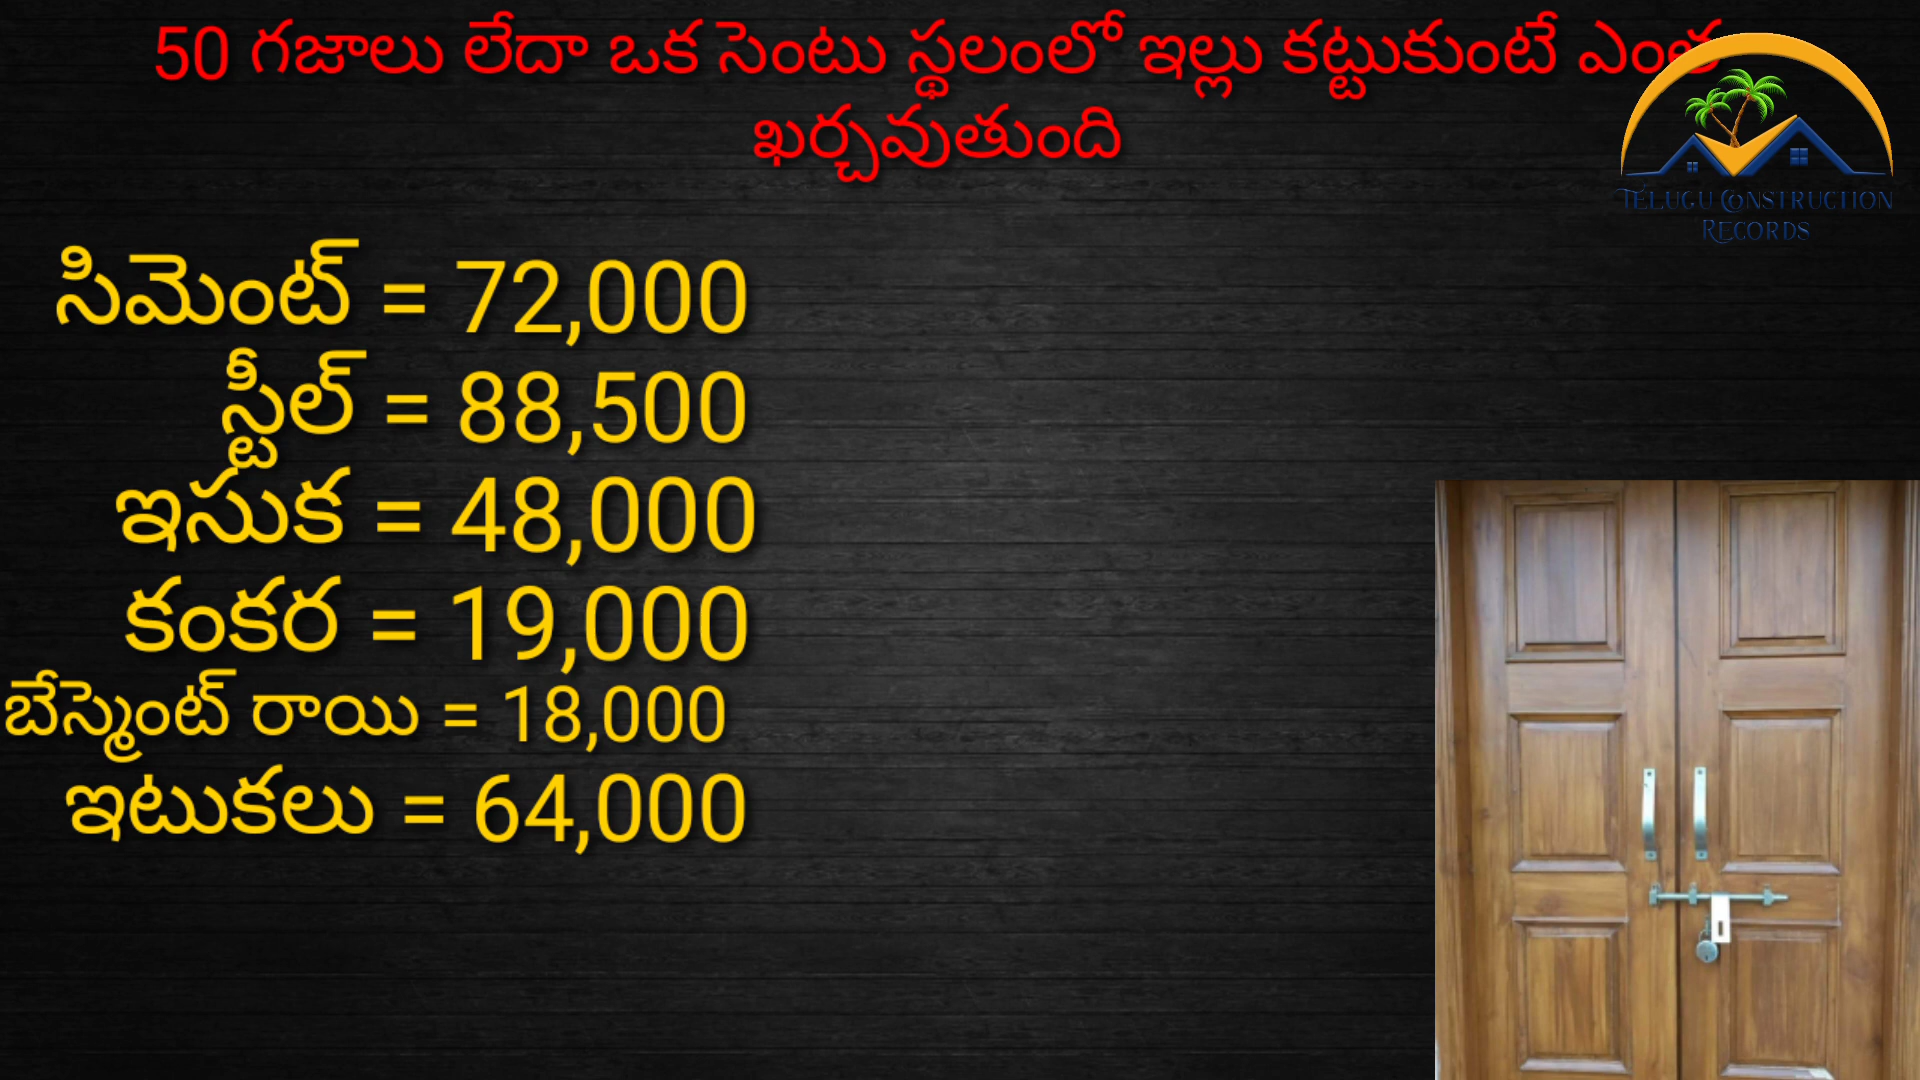 50 గజాలు లేదా ఒక సెంటు స్థలంలో ఇల్లు కట్టుకుంటే ఎంత
ఖర్చవుతుంది
TELUGU CONSTRUCTION
RECORDS
సిమెంట్ = 72,000
స్టీల్ = 88,500
ఇసుక = 48,000
కంకర = 19,000
బేస్మెంట్ రాయి = 18,000
ఇటుకలు = 64,000